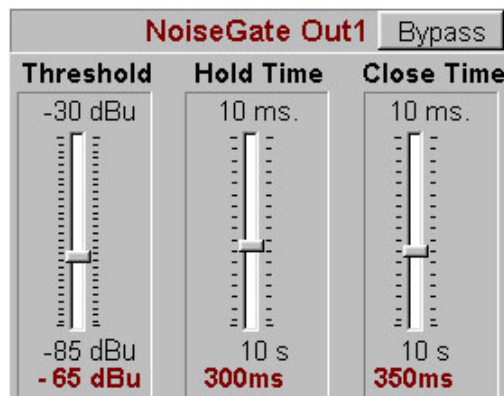 NoiseGate Out1 Bypass
Threshold Hold Time Close Time
-30 dBu 10 ms. 10 ms.
-85 dBu 10 s 10 s
- 65 dBu 300ms 350ms